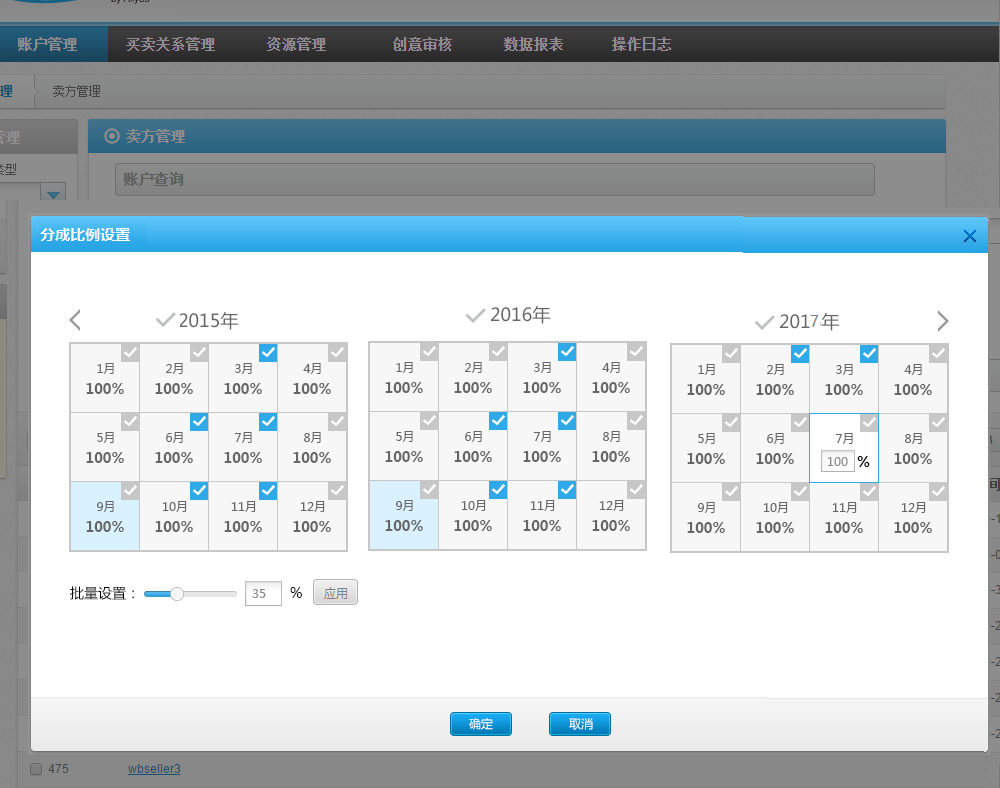 by Allyes
账户管理 买卖关系管理 资源管理 创意审核 数据报表 操作日志
理 卖方管理
管理 卖方管理
类型
账户查询
分成比例设置
2015年 2016年 2017年
1月 2月 3月 4月 1月 2月 3月 4月 1月 2月 3月 4月
100% 100% 100% 100% 100% 100% 100% 100% 100% 100% 100% 100%
5月 6月 7月 8月 5月 6月 7月 8月 5月 6月 7月 8月
100% 100% 100% 100% 100% 100% 100% 100% 100% 100% 100 % 100%
9月 10月 11月 12月 9月 10月 11月 12月 9月 10月 11月 12月
100% 100% 100% 100% 100% 100% 100% 100% 100% 100% 100% 100%
批量设置： 35 % 应用
确定 取消
475 wbseller3